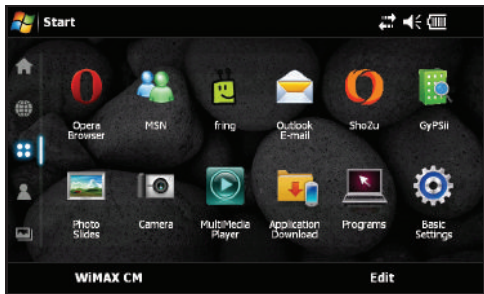 Start
Opera
Browser
MSN
fring
Outlook
E-mail
ShoZu
GyPSii
Photo
Slides
Camera
MultiMedia
Player
Application
Download
Programs
Basic
Settings
WiMAX CM
Edit